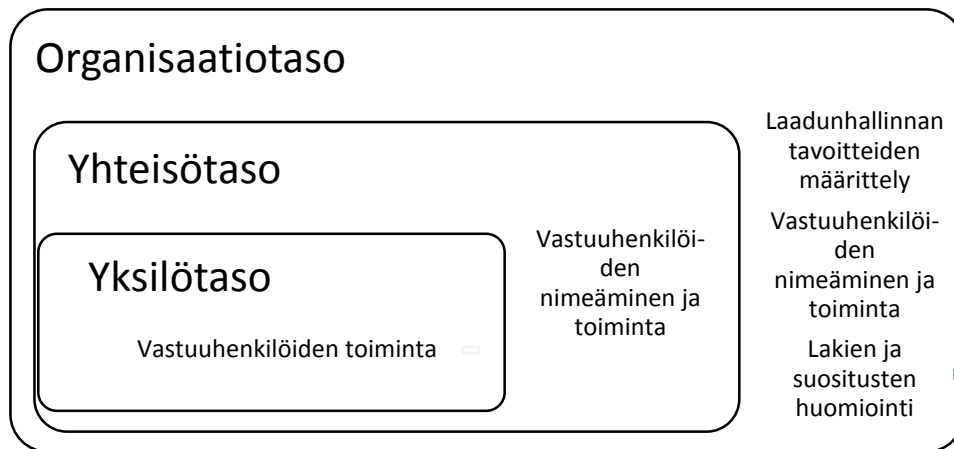 Organisaatiotaso
Yhteisötaso
Yksilötaso
Vastuuhenkilöiden toiminta
Vastuuhenkilöi-
den
nimeäminen ja
toiminta
Laadunhallinnan
tavoitteiden
määrittely
Vastuuhenkilöi-
den
nimeäminen ja
toiminta
Lakien ja
suositusten
huomiointi